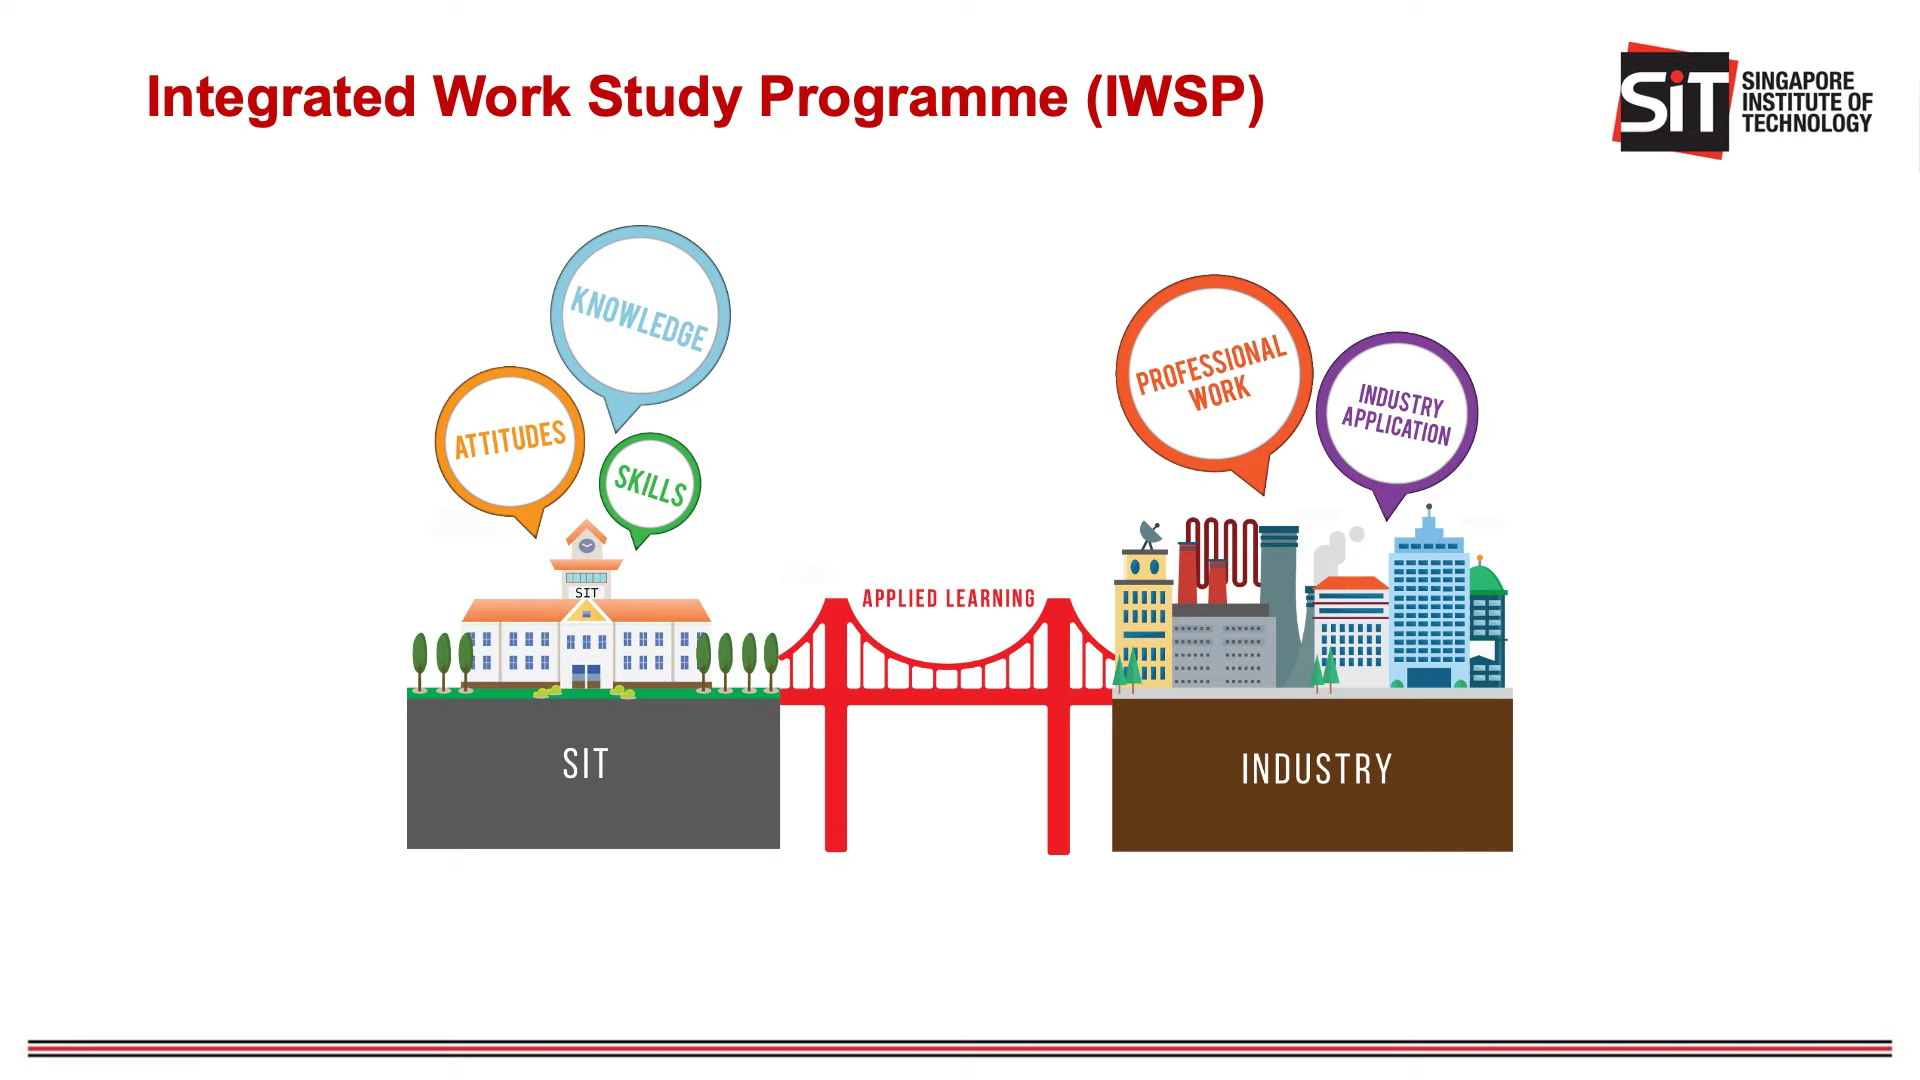 Integrated Work Study Programme (IWSP)
SiT
SINGAPORE
INSTITUTE OF
TECHNOLOGY
KNOWLEDGE
ATTITUDES
SKILLS
PROFESSIONAL
WORK
INDUSTRY
APPLICATION
SIT
APPLIED LEARNING
SIT
INDUSTRY